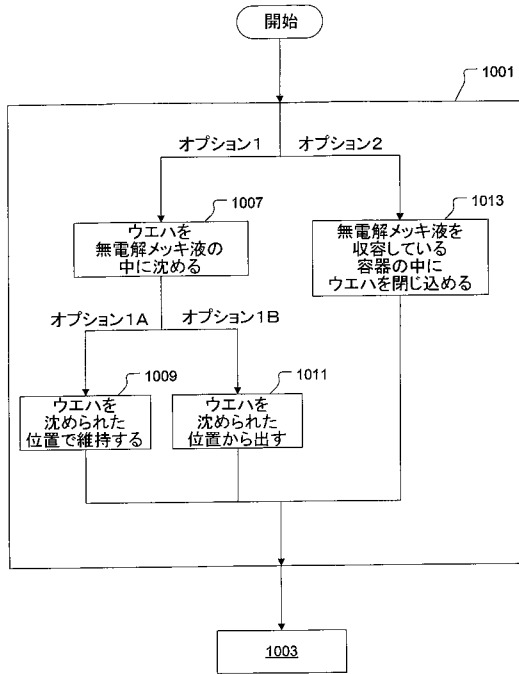 開始
1001
オプション1
オプション2
1007
ウエハを
無電解メッキ液の
中に沈める
1013
無電解メッキ液を
収容している
容器の中に
ウエハを閉じ込める
オプション1A
オプション1B
1009
ウエハを
沈められた
位置で維持する
1011
ウエハを
沈められた
位置から出す
1003